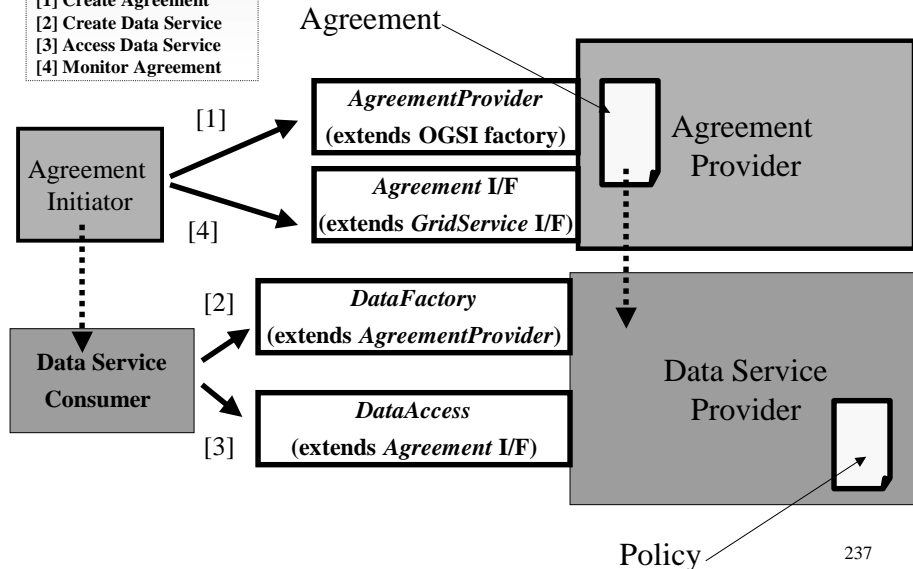 [1] Create Agreement
[2] Create Data Service
[3] Access Data Service
[4] Monitor Agreement
Agreement
[1]
AgreementProvider
(extends OGSI factory)
Agreement
Provider
Agreement
Initiator
Agreement I/F
(extends GridService I/F)
[4]
[2]
DataFactory
(extends AgreementProvider)
Data Service
Consumer
Data Service
Provider
[3]
DataAccess
(extends Agreement I/F)
Policy
237